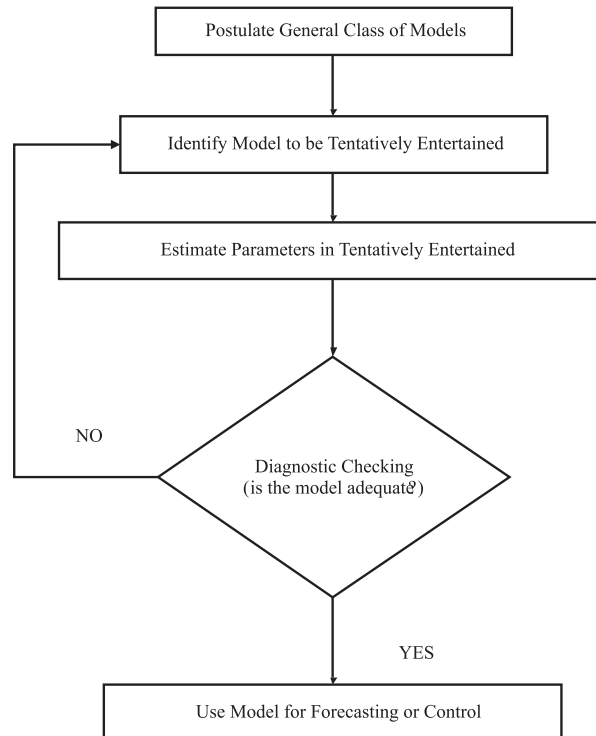 Postulate General Class of Models
Identify Model to be Tentatively Entertained
Estimate Parameters in Tentatively Entertained
NO
Diagnostic Checking
(is the model adequate?)
YES
Use Model for Forecasting or Control